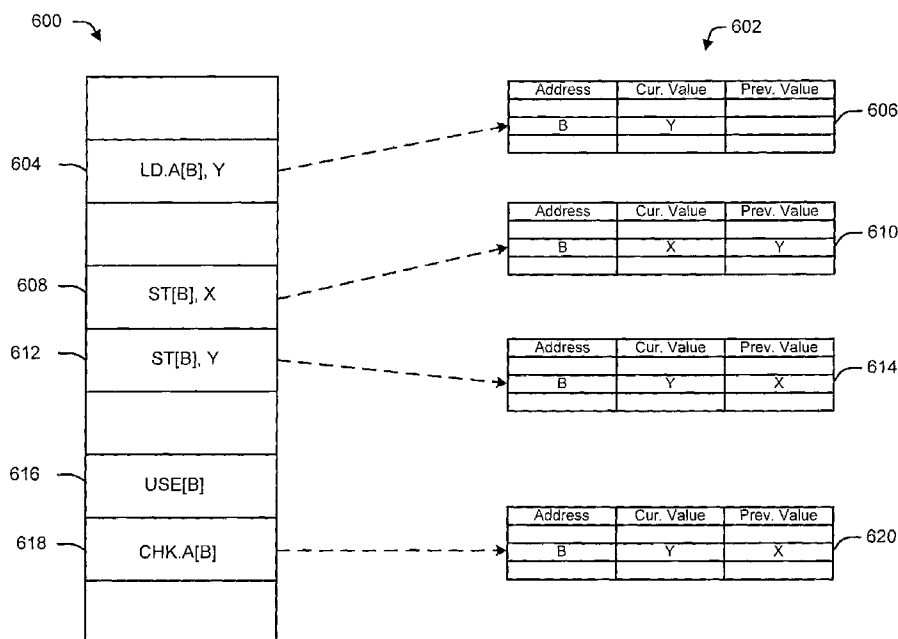 600
602
Address Cur. Value Prev. Value
B Y
606
604
LD.A[B], Y
Address Cur. Value Prev. Value
B X Y
610
608
ST[B], X
612
ST[B], Y
Address Cur. Value Prev. Value
B Y X
614
616
USE[B]
618
CHK.A[B]
Address Cur. Value Prev. Value
B Y X
620